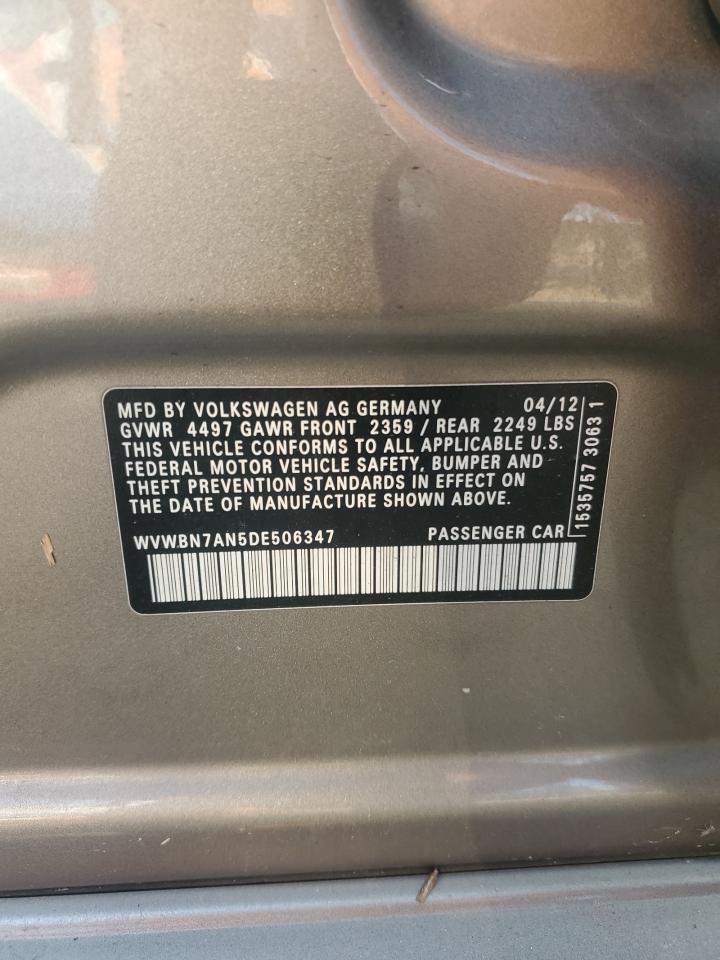 MFD BY VOLKSWAGEN AG GERMANY 04/12
GVWR 4497 GAWR FRONT 2359 / REAR 2249 LBS
THIS VEHICLE CONFORMS TO ALL APPLICABLE U.S.
FEDERAL MOTOR VEHICLE SAFETY, BUMPER AND
THEFT PREVENTION STANDARDS IN EFFECT ON
THE DATE OF MANUFACTURE SHOWN ABOVE.
WVWBN7AN5DE506347 PASSENGER CAR
1535757 3063 1